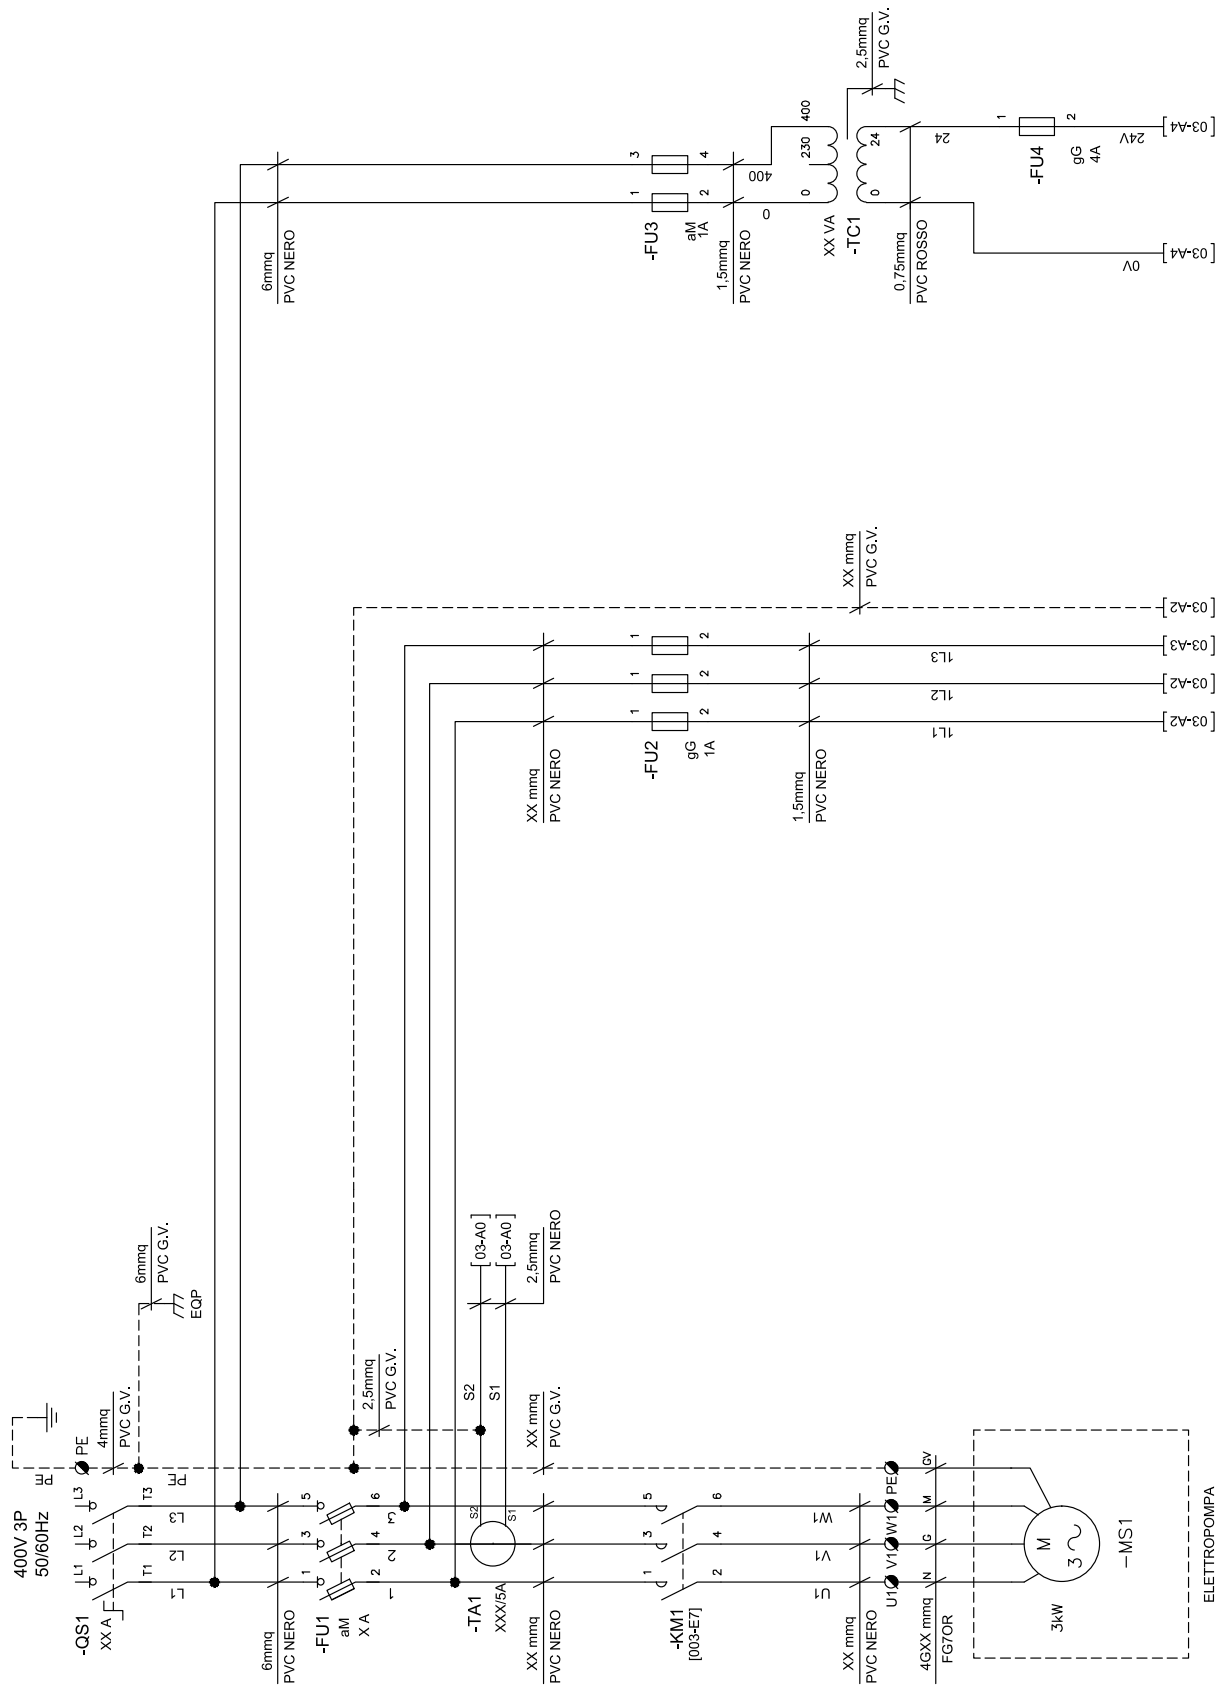 400V 3P
50/60Hz
-QS1
XX A
L1
L2
L3
T1
T2
T3
L1
L2
L3
PE
PE
PE
4mmq
PVC G.V.
6mmq
PVC G.V.
EQP
6mmq
PVC NERO
-FU1
aM
X A
1
3
5
2
4
6
1
2
3
2,5mmq
PVC G.V.
-TA1
XXX/5A
S2
S1
S2
S1
[03-A0]
[03-A0]
2,5mmq
PVC NERO
XX mmq
PVC NERO
XX mmq
PVC G.V.
-KM1
[003-E7]
1
3
5
2
4
6
U1
V1
W1
XX mmq
PVC NERO
U1
V1
W1
PE
4GXX mmq
FG7OR
N
G
M
GV
3kW
M
3
-MS1
ELETTROPOMPA
XX mmq
PVC NERO
-FU2
gG
1A
1
2
1
2
1
2
1,5mmq
PVC NERO
1L1
1L2
1L3
XX mmq
PVC G.V.
[03-A2]
[03-A2]
[03-A3]
[03-A2]
6mmq
PVC NERO
-FU3
aM
1A
1
2
3
4
1,5mmq
PVC NERO
0
400
0
230
400
XX VA
-TC1
2,5mmq
PVC G.V.
0
24
0,75mmq
PVC ROSSO
24
-FU4
gG
4A
1
2
0V
24V
[03-A4]
[03-A4]